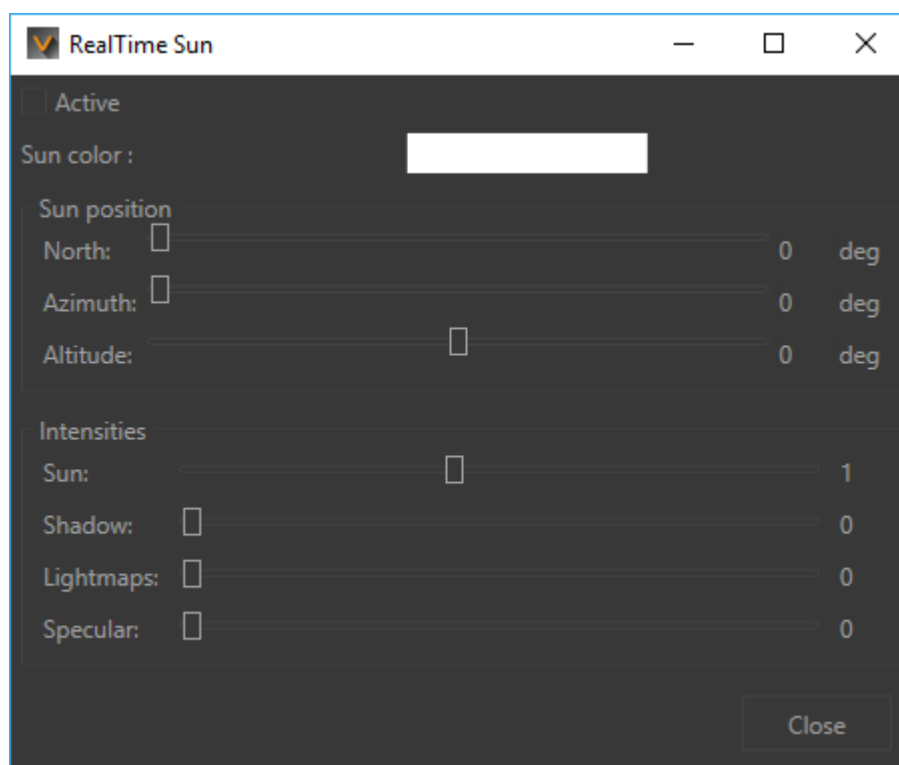 RealTime Sun
Active
Sun color :
Sun position
North: 0 deg
Azimuth: 0 deg
Altitude: 0 deg
Intensities
Sun: 1
Shadow: 0
Lightmaps: 0
Specular: 0
Close